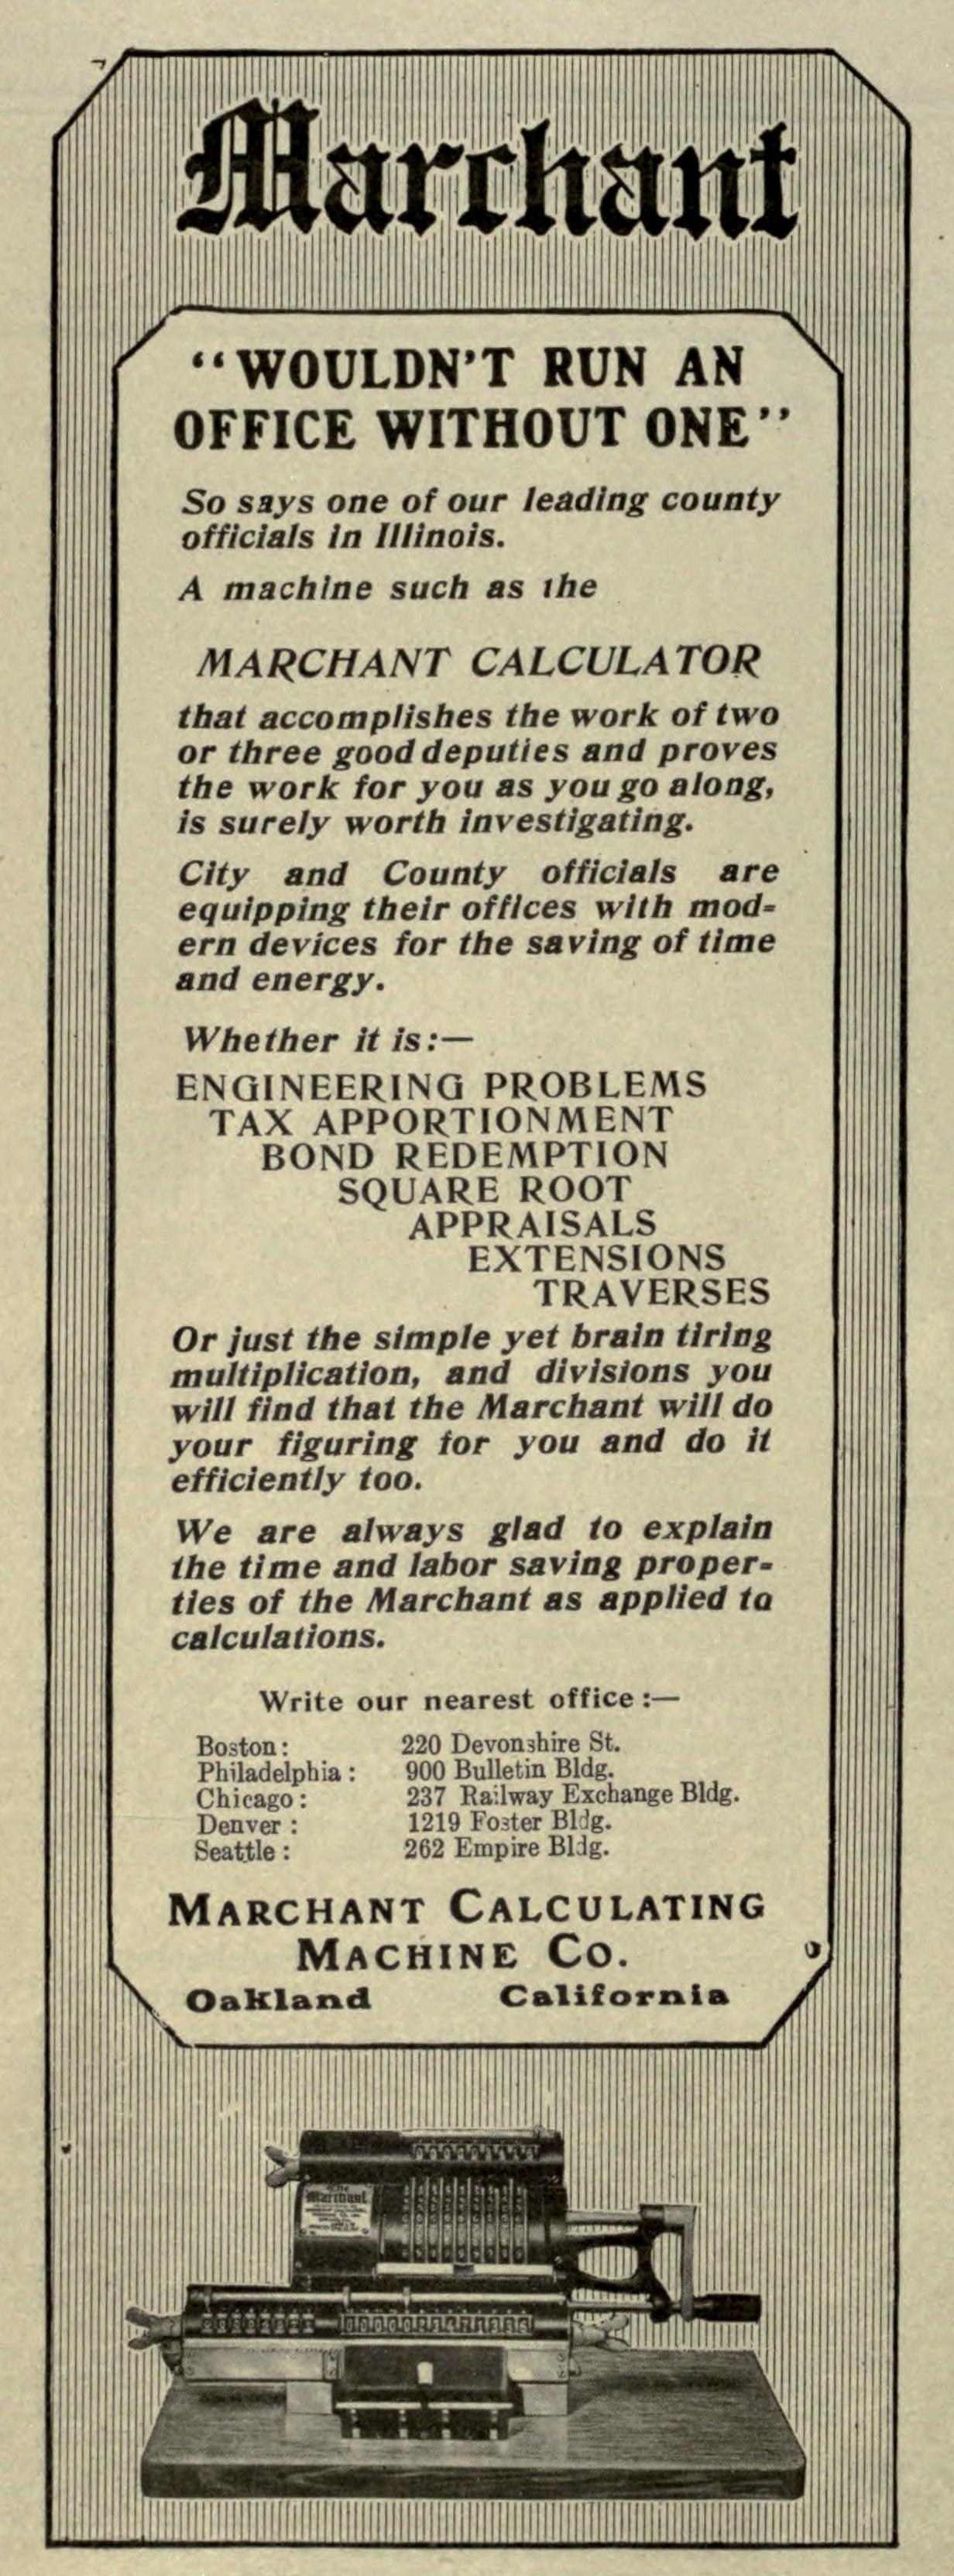 Marchant
"WOULDN'T RUN AN
OFFICE WITHOUT ONE"
So says one of our leading county
officials in Illinois.
A machine such as the
MARCHANT CALCULATOR
that accomplishes the work of two
or three good deputies and proves
the work for you as you go along,
is surely worth investigating.
City and County officials are
equipping their offices with mod-
ern devices for the saving of time
and energy.
Whether it is:—
ENGINEERING PROBLEMS
TAX APPORTIONMENT
BOND REDEMPTION
SQUARE ROOT
APPRAISALS
EXTENSIONS
TRAVERSES
Or just the simple yet brain tiring
multiplication, and divisions you
will find that the Marchant will do
your figuring for you and do it
efficiently too.
We are always glad to explain
the time and labor saving proper-
ties of the Marchant as applied to
calculations.
Write our nearest office :—
Boston : 220 Devonshire St.
Philadelphia : 900 Bulletin Bldg.
Chicago : 237 Railway Exchange Bldg.
Denver : 1219 Foster Bldg.
Seattle : 262 Empire Bldg.
MARCHANT CALCULATING
MACHINE CO.
Oakland California
The
Marchant